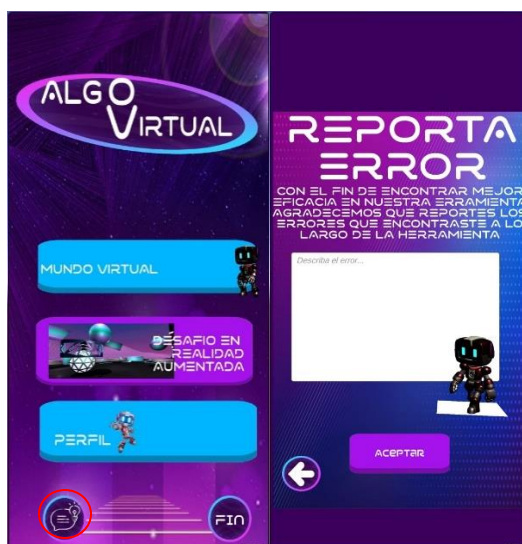 ALGO
VIRTUAL
MUNDO VIRTUAL
DESAFIO EN
REALIDAD
AUMENTADA
PERFIL
FIN
REPORTA
ERROR
CON EL FIN DE ENCONTRAR MEJOR
EFICACIA EN NUESTRA ERRAMIENTA
AGRADECEMOS QUE REPORTES LOS
ERRORES QUE ENCONTRASTE A LO
LARGO DE LA HERRAMIENTA
Describa el error...
ACEPTAR